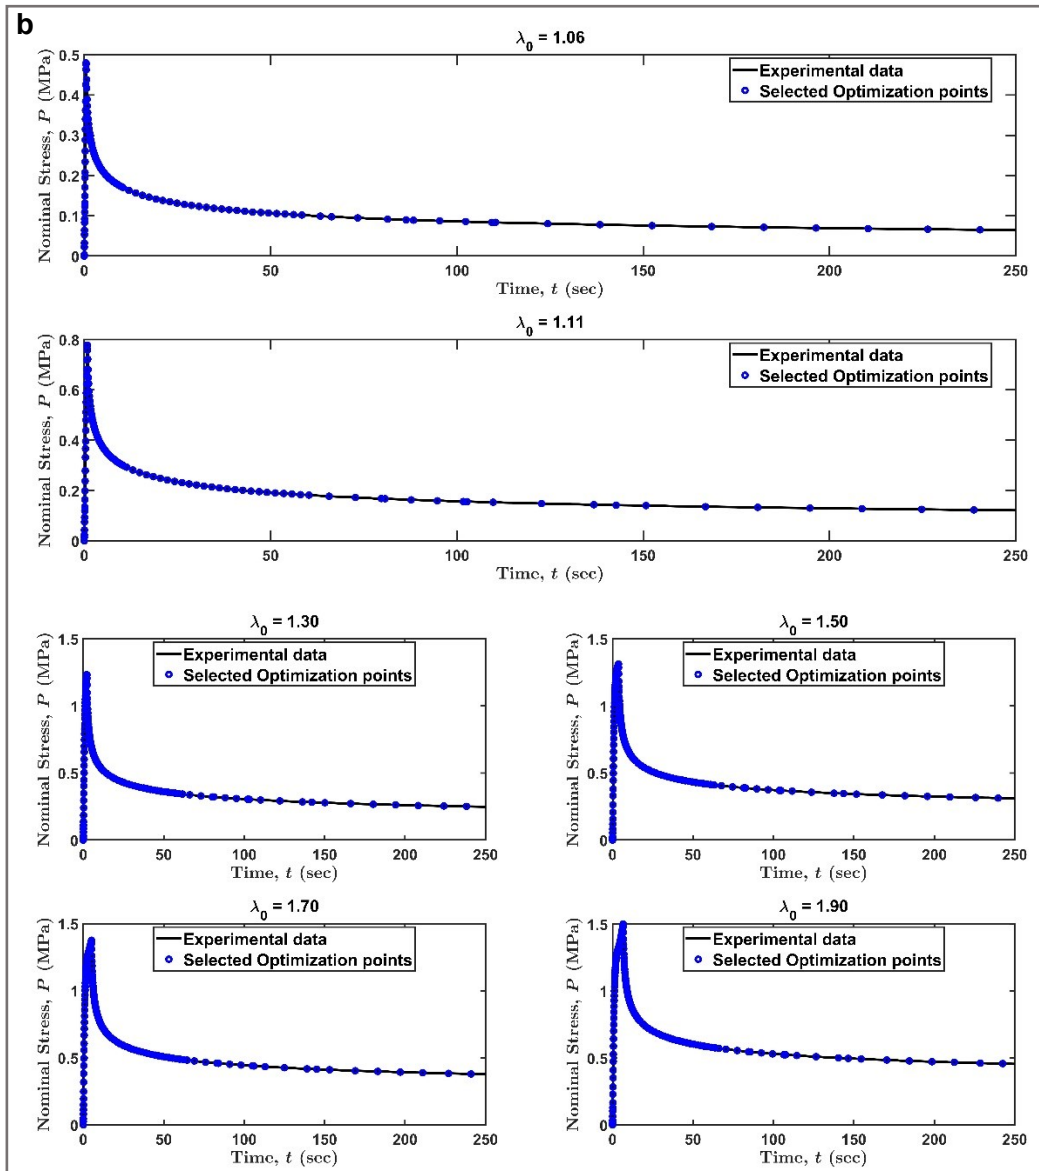 b
λ0 = 1.06
Nominal Stress, P (MPa)
0.5
0.4
0.3
0.2
0.1
0
Experimental data
Selected Optimization points
0 50 100 150 200 250
Time, t (sec)
λ0 = 1.11
Nominal Stress, P (MPa)
0.8
0.6
0.4
0.2
0
Experimental data
Selected Optimization points
0 50 100 150 200 250
Time, t (sec)
λ0 = 1.30
Nominal Stress, P (MPa)
1.5
1
0.5
0
Experimental data
Selected Optimization points
0 50 100 150 200 250
Time, t (sec)
λ0 = 1.50
Nominal Stress, P (MPa)
1.5
1
0.5
0
Experimental data
Selected Optimization points
0 50 100 150 200 250
Time, t (sec)
λ0 = 1.70
Nominal Stress, P (MPa)
1.5
1
0.5
0
Experimental data
Selected Optimization points
0 50 100 150 200 250
Time, t (sec)
λ0 = 1.90
Nominal Stress, P (MPa)
1.5
1
0.5
0
Experimental data
Selected Optimization points
0 50 100 150 200 250
Time, t (sec)